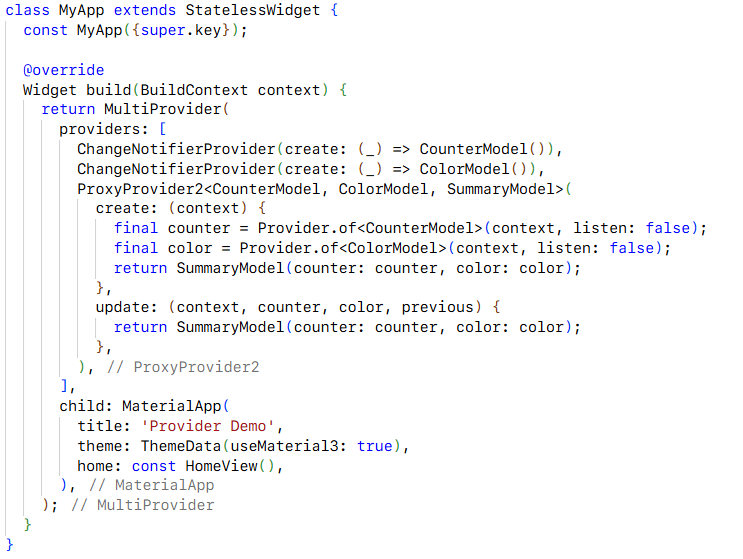 class MyApp extends StatelessWidget {
  const MyApp({super.key});

  @override
  Widget build(BuildContext context) {
    return MultiProvider(
      providers: [
        ChangeNotifierProvider(create: (_) => CounterModel()),
        ChangeNotifierProvider(create: (_) => ColorModel()),
        ProxyProvider2<CounterModel, ColorModel, SummaryModel>(
          create: (context) {
            final counter = Provider.of<CounterModel>(context, listen: false);
            final color = Provider.of<ColorModel>(context, listen: false);
            return SummaryModel(counter: counter, color: color);
          },
          update: (context, counter, color, previous) {
            return SummaryModel(counter: counter, color: color);
          },
        ), // ProxyProvider2
      ],
      child: MaterialApp(
        title: 'Provider Demo',
        theme: ThemeData(useMaterial3: true),
        home: const HomeView(),
      ), // MaterialApp
    ); // MultiProvider
  }
}